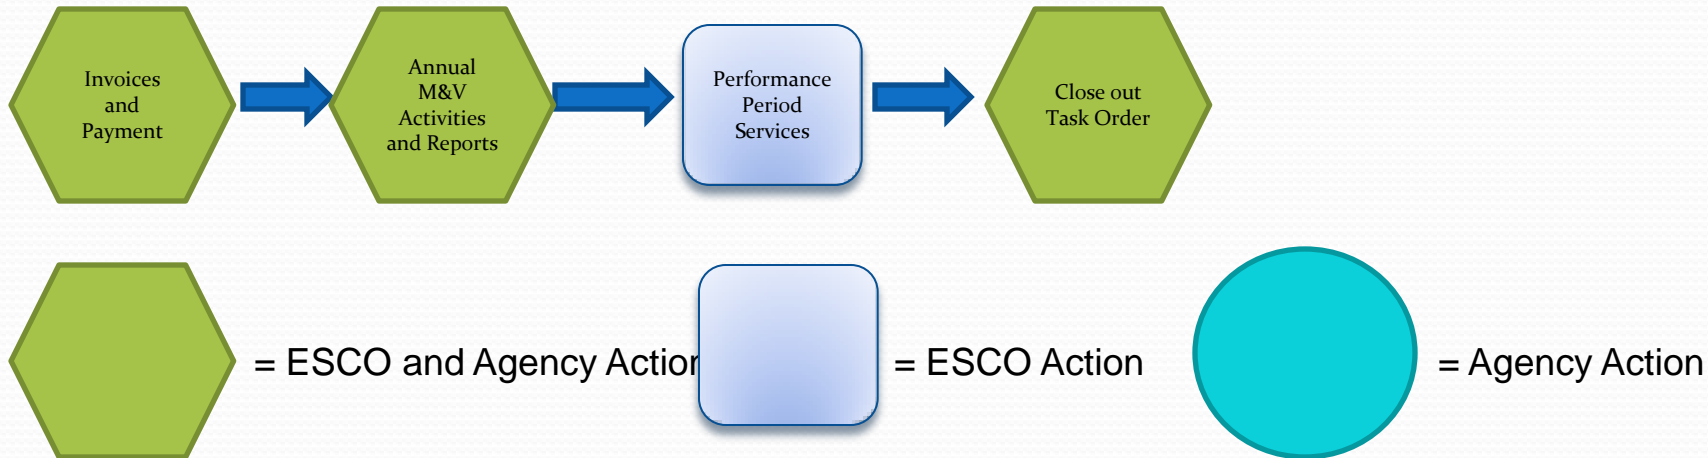 Invoices
and
Payment
Annual
M&V
Activities
and Reports
Performance
Period
Services
Close out
Task Order
= ESCO and Agency Action
= ESCO Action
= Agency Action